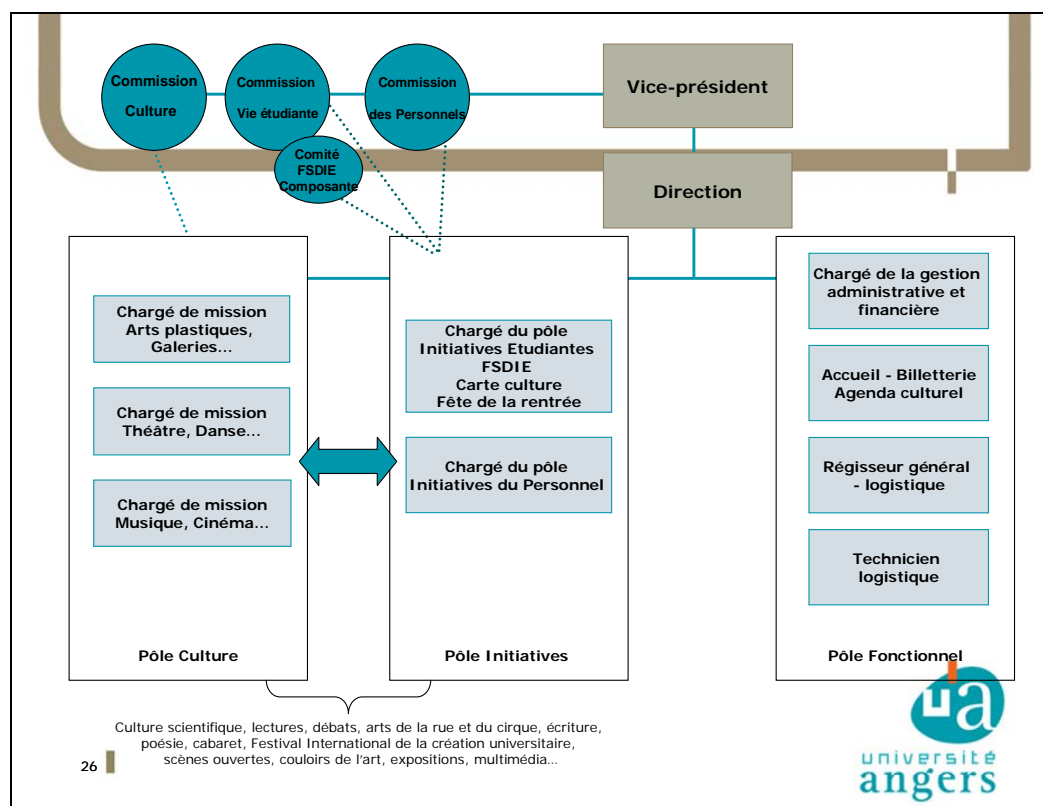 Commission
Culture
Commission
Vie étudiante
Commission
des Personnels
Comité
FSDIE
Composante
Vice-président
Direction
Chargé de mission
Arts plastiques,
Galeries...
Chargé de mission
Théâtre, Danse...
Chargé de mission
Musique, Cinéma...
Pôle Culture
Chargé du pôle
Initiatives Etudiantes
FSDIE
Carte culture
Fête de la rentrée
Chargé du pôle
Initiatives du Personnel
Pôle Initiatives
Chargé de la gestion
administrative et
financière
Accueil - Billetterie
Agenda culturel
Régisseur général
- logistique
Technicien
logistique
Pôle Fonctionnel
Culture scientifique, lectures, débats, arts de la rue et du cirque, écriture,
poésie, cabaret, Festival International de la création universitaire,
scènes ouvertes, couloirs de l'art, expositions, multimédia...
26
ua
université
angers